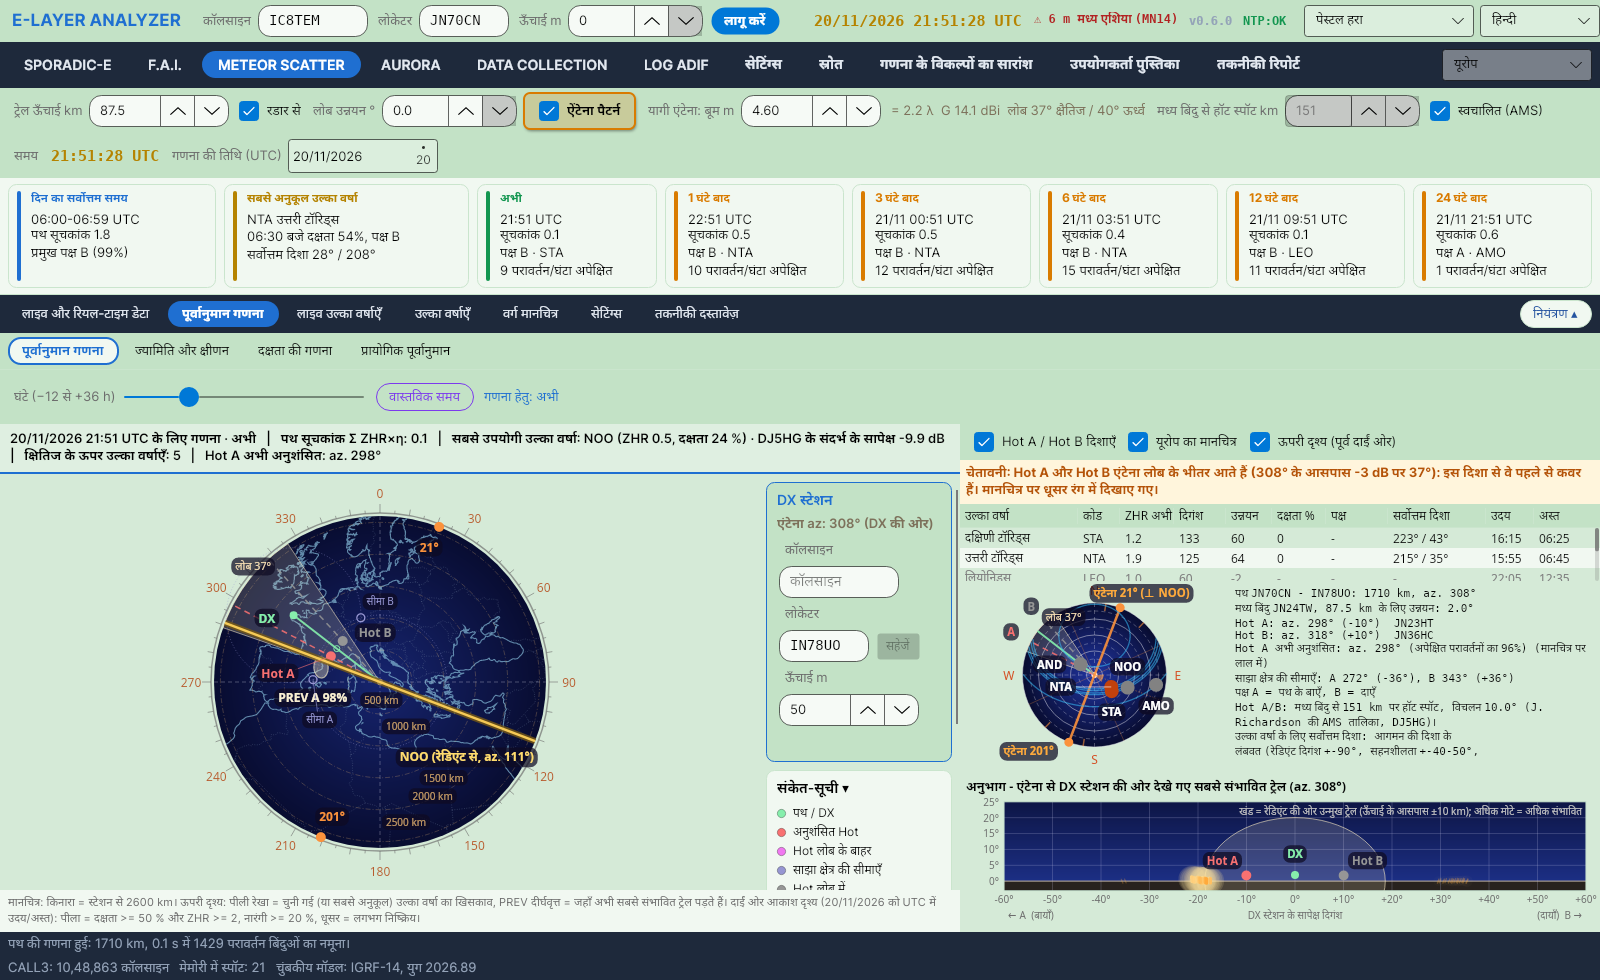 E-LAYER ANALYZER कॉलसाइन IC8TEM लोकेटर JN70CN ऊँचाई m 0 लागू करें 20/11/2026 21:51:28 UTC ⚠ 6 m मध्य एशिया (MN14) v0.6.0 NTP:OK पेस्टल हरा हिन्दी
SPORADIC-E F.A.I. METEOR SCATTER AURORA DATA COLLECTION LOG ADIF सेटिंग्स स्रोत गणना के विकल्पों का सारांश उपयोगकर्ता पुस्तिका तकनीकी रिपोर्ट यूरोप
ट्रेल ऊँचाई km 87.5 रडार से लोब उन्नयन ° 0.0 ऐंटेना पैटर्न यागी एंटेना: बूम m 4.60 = 2.2 λ G 14.1 dBi लोब 37° क्षैतिज / 40° ऊर्ध्व मध्य बिंदु से हॉट स्पॉट km 151 स्वचालित (AMS)
समय 21:51:28 UTC गणना की तिथि (UTC) 20/11/2026 20
दिन का सर्वोत्तम समय
06:00-06:59 UTC
पथ सूचकांक 1.8
प्रमुख पक्ष B (99%)
सबसे अनुकूल उल्का वर्षा
NTA उत्तरी टॉरिड्स
06:30 बजे दक्षता 54%, पक्ष B
सर्वोत्तम दिशा 28° / 208°
अभी
21:51 UTC
सूचकांक 0.1
पक्ष B · STA
9 परावर्तन/घंटा अपेक्षित
1 घंटे बाद
22:51 UTC
सूचकांक 0.5
पक्ष B · NTA
10 परावर्तन/घंटा अपेक्षित
3 घंटे बाद
21/11 00:51 UTC
सूचकांक 0.5
पक्ष B · NTA
12 परावर्तन/घंटा अपेक्षित
6 घंटे बाद
21/11 03:51 UTC
सूचकांक 0.4
पक्ष B · NTA
15 परावर्तन/घंटा अपेक्षित
12 घंटे बाद
21/11 09:51 UTC
सूचकांक 0.1
पक्ष B · LEO
11 परावर्तन/घंटा अपेक्षित
24 घंटे बाद
21/11 21:51 UTC
सूचकांक 0.6
पक्ष A · AMO
1 परावर्तन/घंटा अपेक्षित
लाइव और रियल-टाइम डेटा पूर्वानुमान गणना लाइव उल्का वर्षाएँ उल्का वर्षाएँ वर्ग मानचित्र सेटिंग्स तकनीकी दस्तावेज़ नियंत्रण ▴
पूर्वानुमान गणना ज्यामिति और क्षीणन दक्षता की गणना प्रायोगिक पूर्वानुमान
घंटे (−12 से +36 h) वास्तविक समय गणना हेतु: अभी
20/11/2026 21:51 UTC के लिए गणना · अभी | पथ सूचकांक Σ ZHR×η: 0.1 | सबसे उपयोगी उल्का वर्षा: NOO (ZHR 0.5, दक्षता 24 %) · DJ5HG के संदर्भ के सापेक्ष -9.9 dB
| क्षितिज के ऊपर उल्का वर्षाएँ: 5 | Hot A अभी अनुशंसित: az. 298°
0
330 30
21°
लोब 37°
300 60
सीमा B
DX
Hot B
Hot A
270 90
PREV A 98%
500 km
सीमा A
1000 km
NOO (रेडिएंट से, az. 111°)
240 120
1500 km
2000 km
201°
2500 km
210 150
180
DX स्टेशन
एंटेना az: 308° (DX की ओर)
कॉलसाइन
कॉलसाइन
लोकेटर
IN78UO सहेजें
ऊँचाई m
50
संकेत-सूची ▾
पथ / DX
अनुशंसित Hot
Hot लोब के बाहर
साझा क्षेत्र की सीमाएँ
Hot लोब में
मानचित्र: किनारा = स्टेशन से 2600 km। ऊपरी दृश्य: पीली रेखा = चुनी गई (या सबसे अनुकूल) उल्का वर्षा का खिसकाव, PREV दीर्घवृत्त = जहाँ अभी सबसे संभावित ट्रेल पड़ते हैं। दाईं ओर आकाश दृश्य (20/11/2026 को UTC में
उदय/अस्त): पीला = दक्षता >= 50 % और ZHR >= 2, नारंगी >= 20 %, धूसर = लगभग निष्क्रिय।
Hot A / Hot B दिशाएँ यूरोप का मानचित्र ऊपरी दृश्य (पूर्व दाईं ओर)
चेतावनी: Hot A और Hot B एंटेना लोब के भीतर आते हैं (308° के आसपास -3 dB पर 37°): इस दिशा से वे पहले से कवर
हैं। मानचित्र पर धूसर रंग में दिखाए गए।
उल्का वर्षा कोड ZHR अभी दिगंश उन्नयन दक्षता % पक्ष सर्वोत्तम दिशा उदय अस्त
दक्षिणी टॉरिड्स STA 1.2 133 60 0 - 223° / 43° 16:15 06:25
उत्तरी टॉरिड्स NTA 1.9 125 64 0 - 215° / 35° 15:55 06:45
लियोनिड्स LEO 1.0 60 -2 - - - 22:05 12:35
एंटेना 21° (⊥ NOO)
B
लोब 37°
A
AND NOO
W E
NTA
STA AMO
एंटेना 201°
S
पथ JN70CN - IN78UO: 1710 km, az. 308°
मध्य बिंदु JN24TW, 87.5 km के लिए उन्नयन: 2.0°
Hot A: az. 298° (-10°) JN23HT
Hot B: az. 318° (+10°) JN36HC
Hot A अभी अनुशंसित: az. 298° (अपेक्षित परावर्तनों का 96%) (मानचित्र पर
लाल में)
साझा क्षेत्र की सीमाएँ: A 272° (-36°), B 343° (+36°)
पक्ष A = पथ के बाएँ, B = दाएँ
Hot A/B: मध्य बिंदु से 151 km पर हॉट स्पॉट, विचलन 10.0° (J.
Richardson की AMS तालिका, DJ5HG)।
उल्का वर्षा के लिए सर्वोत्तम दिशा: आगमन की दिशा के
लंबवत (रेडिएंट दिगंश +-90°, सहनशीलता +-40-50°,
अनुभाग - एंटेना से DX स्टेशन की ओर देखे गए सबसे संभावित ट्रेल (az. 308°)
खंड = रेडिएंट की ओर उन्मुख ट्रेल (ऊँचाई के आसपास ±10 km); अधिक मोटे = अधिक संभावित
25°
20°
15°
10°
5°
0°
Hot A DX Hot B
-60° -50° -40° -30° -20° -10° 0° +10° +20° +30° +40° +50° +60°
← A (बायाँ) DX स्टेशन के सापेक्ष दिगंश (दायाँ) B →
पथ की गणना हुई: 1710 km, 0.1 s में 1429 परावर्तन बिंदुओं का नमूना।
CALL3: 10,48,863 कॉलसाइन मेमोरी में स्पॉट: 21 चुंबकीय मॉडल: IGRF-14, युग 2026.89